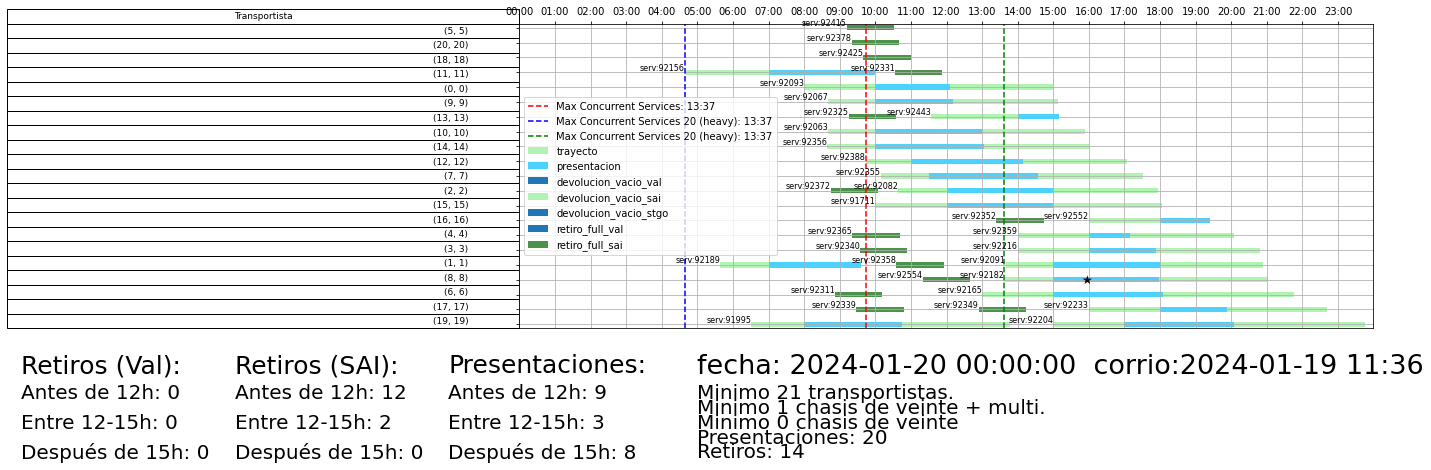 Transportista
00:00 01:00 02:00 03:00 04:00 05:00 06:00 07:00 08:00 09:00 10:00 11:00 12:00 13:00 14:00 15:00 16:00 17:00 18:00 19:00 20:00 21:00 22:00 23:00
(5, 5) serv:92415
(20, 20) serv:92378
(18, 18) serv:92425
(11, 11) serv:92156 serv:92331
(0, 0) serv:92093
(9, 9) serv:92067
(13, 13) serv:92325 serv:92443
(10, 10) serv:92063
(14, 14) serv:92356
(12, 12) serv:92388
(7, 7) serv:92355
(2, 2) serv:92372 serv:92082
(15, 15) serv:91711
(16, 16) serv:92352 serv:92552
(4, 4) serv:92365 serv:92359
(3, 3) serv:92340 serv:92216
(1, 1) serv:92189 serv:92358 serv:92091
(8, 8) serv:92554 serv:92182
(6, 6) serv:92311 serv:92165
(17, 17) serv:92339 serv:92349 serv:92233
(19, 19) serv:91995 serv:92204
Max Concurrent Services: 13:37
Max Concurrent Services 20 (heavy): 13:37
Max Concurrent Services 20 (heavy): 13:37
trayecto
presentacion
devolucion_vacio_val
devolucion_vacio_sai
devolucion_vacio_stgo
retiro_full_val
retiro_full_sai
Retiros (Val):
Antes de 12h: 0
Entre 12-15h: 0
Después de 15h: 0
Retiros (SAI):
Antes de 12h: 12
Entre 12-15h: 2
Después de 15h: 0
Presentaciones:
Antes de 12h: 9
Entre 12-15h: 3
Después de 15h: 8
fecha: 2024-01-20 00:00:00 corrio:2024-01-19 11:36
Minimo 21 transportistas.
Minimo 1 chasis de veinte + multi.
Minimo 0 chasis de veinte
Presentaciones: 20
Retiros: 14